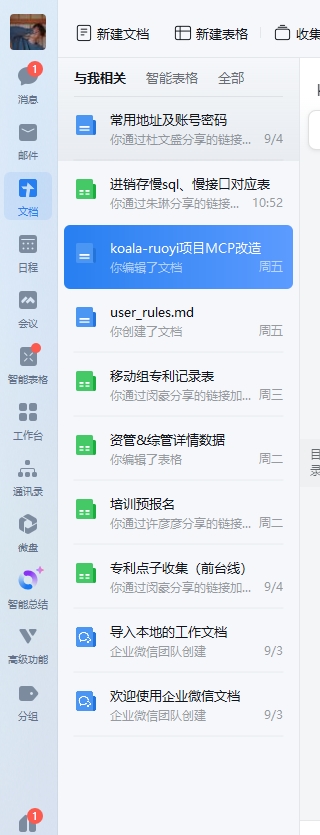 新建文档 新建表格 收集
与我相关 智能表格 全部
1
消息
邮件
文档
日程
会议
智能表格
工作台
通讯录
微盘
智能总结
高级功能
分组
1
常用地址及账号密码
你通过杜文盛分享的链接... 9/4
进销存慢sql、慢接口对应表
你通过朱琳分享的链接... 10:52
koala-ruoyi项目MCP改造
你编辑了文档 周五
user_rules.md
你创建了文档 周五
移动组专利记录表
你通过闵豪分享的链接加... 周三
资管&综管详情数据
你编辑了表格 周二
培训预报名
你通过许彦彦分享的链接... 周二
专利点子收集（前台线）
你通过闵豪分享的链接加... 9/4
导入本地的工作文档
企业微信团队创建 9/3
欢迎使用企业微信文档
企业微信团队创建 9/3
目
录